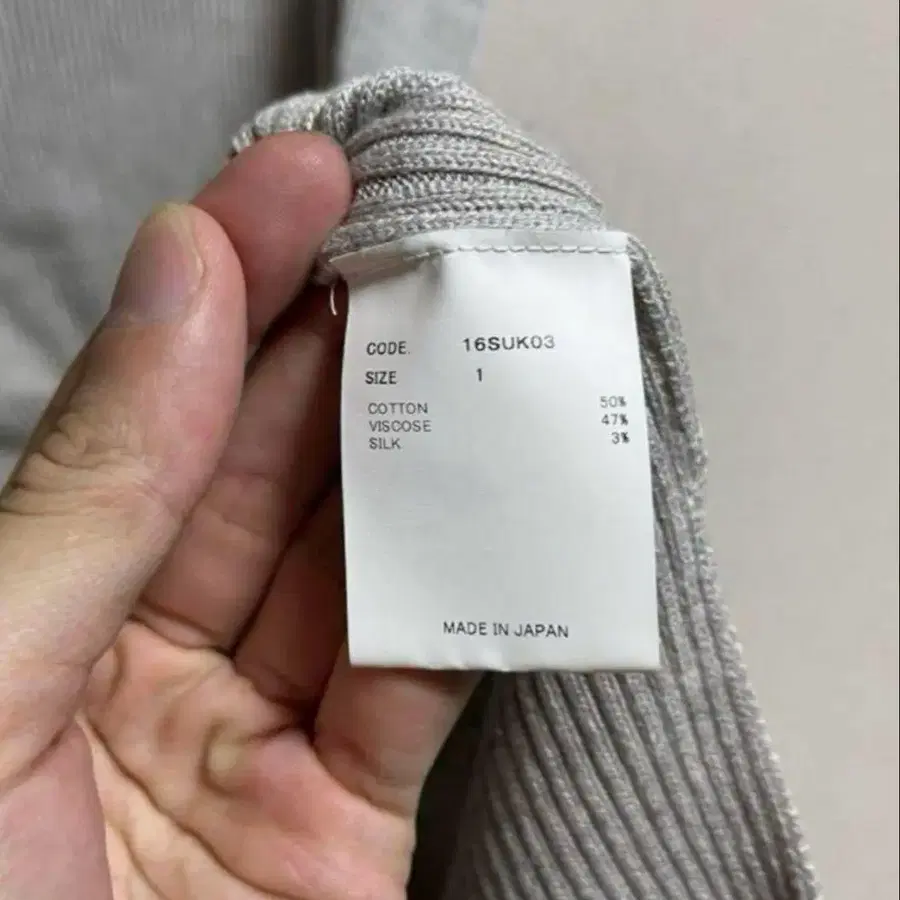 CODE. 16SUK03
SIZE 1
COTTON 50%
VISCOSE 47%
SILK 3%
MADE IN JAPAN